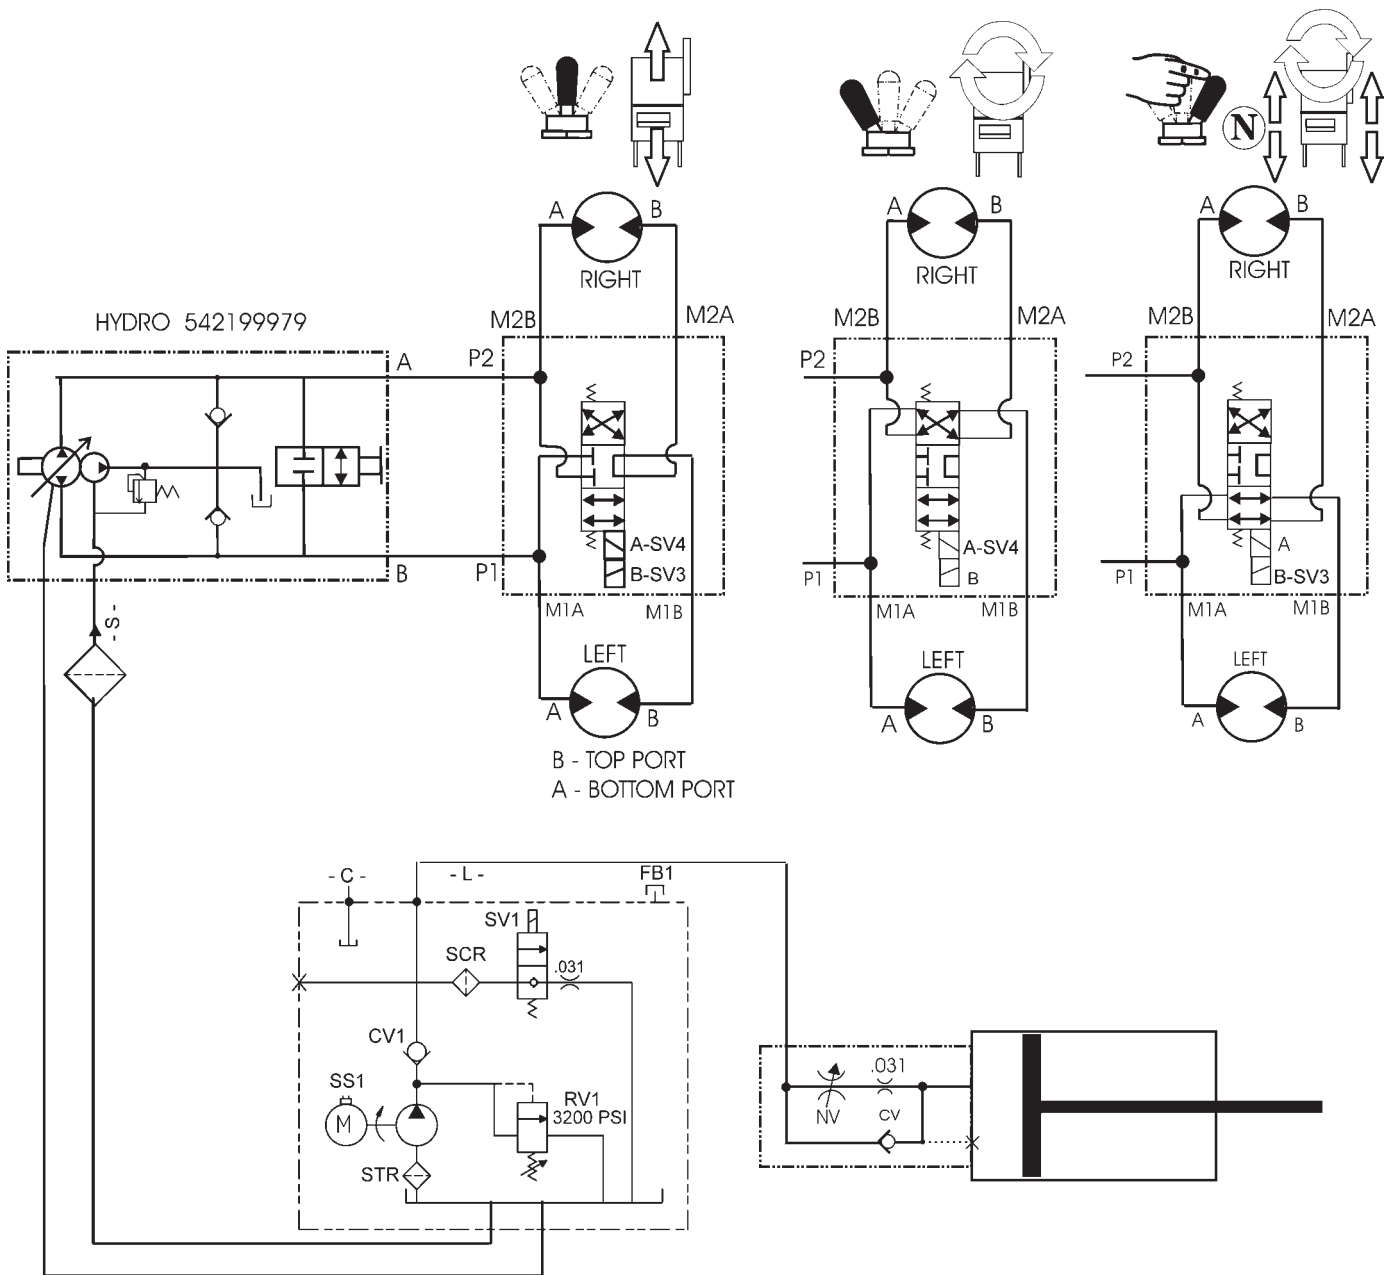 N
A
B
RIGHT
M2B
M2A
A
B
RIGHT
M2B
M2A
A
B
RIGHT
M2B
M2A
HYDRO 542199979
A
B
P2
P1
A-SV4
B-SV3
M1A
M1B
LEFT
A
B
B - TOP PORT
A - BOTTOM PORT
P2
P1
A-SV4
B
M1A
M1B
LEFT
A
B
P2
P1
A
B-SV3
M1A
M1B
LEFT
A
B
- S -
- C -
- L -
FB1
SV1
SCR
.031
CV1
SS1
M
RV1
3200 PSI
STR
.031
NV
CV